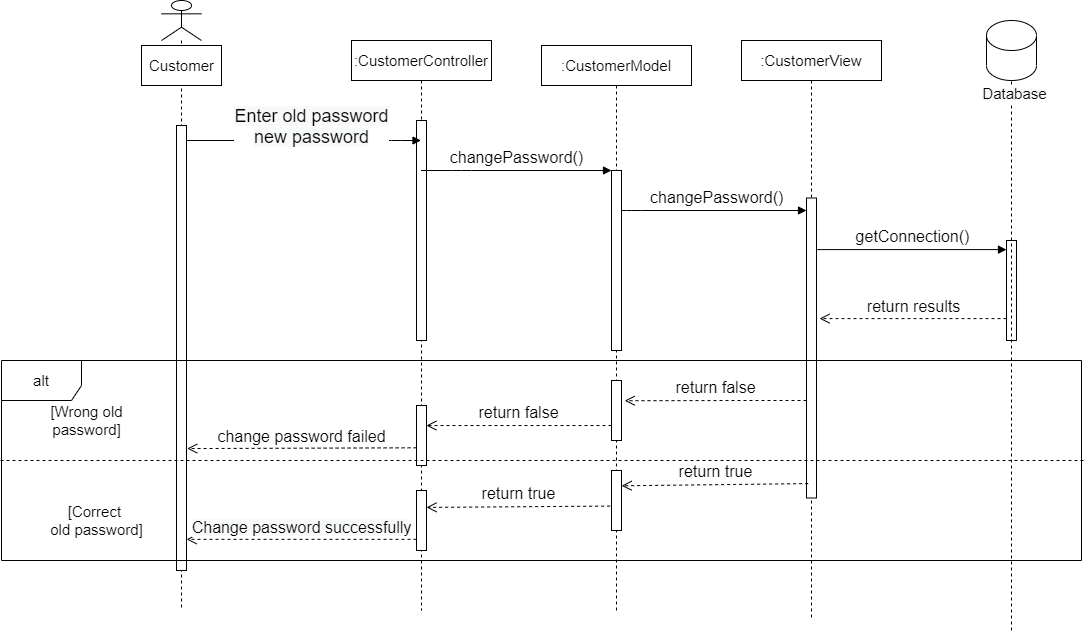 Customer
:CustomerController
:CustomerModel
:CustomerView
Database
Enter old password
new password
changePassword()
changePassword()
getConnection()
return results
alt
[Wrong old
password]
return false
return false
change password failed
return true
return true
[Correct
old password]
Change password successfully